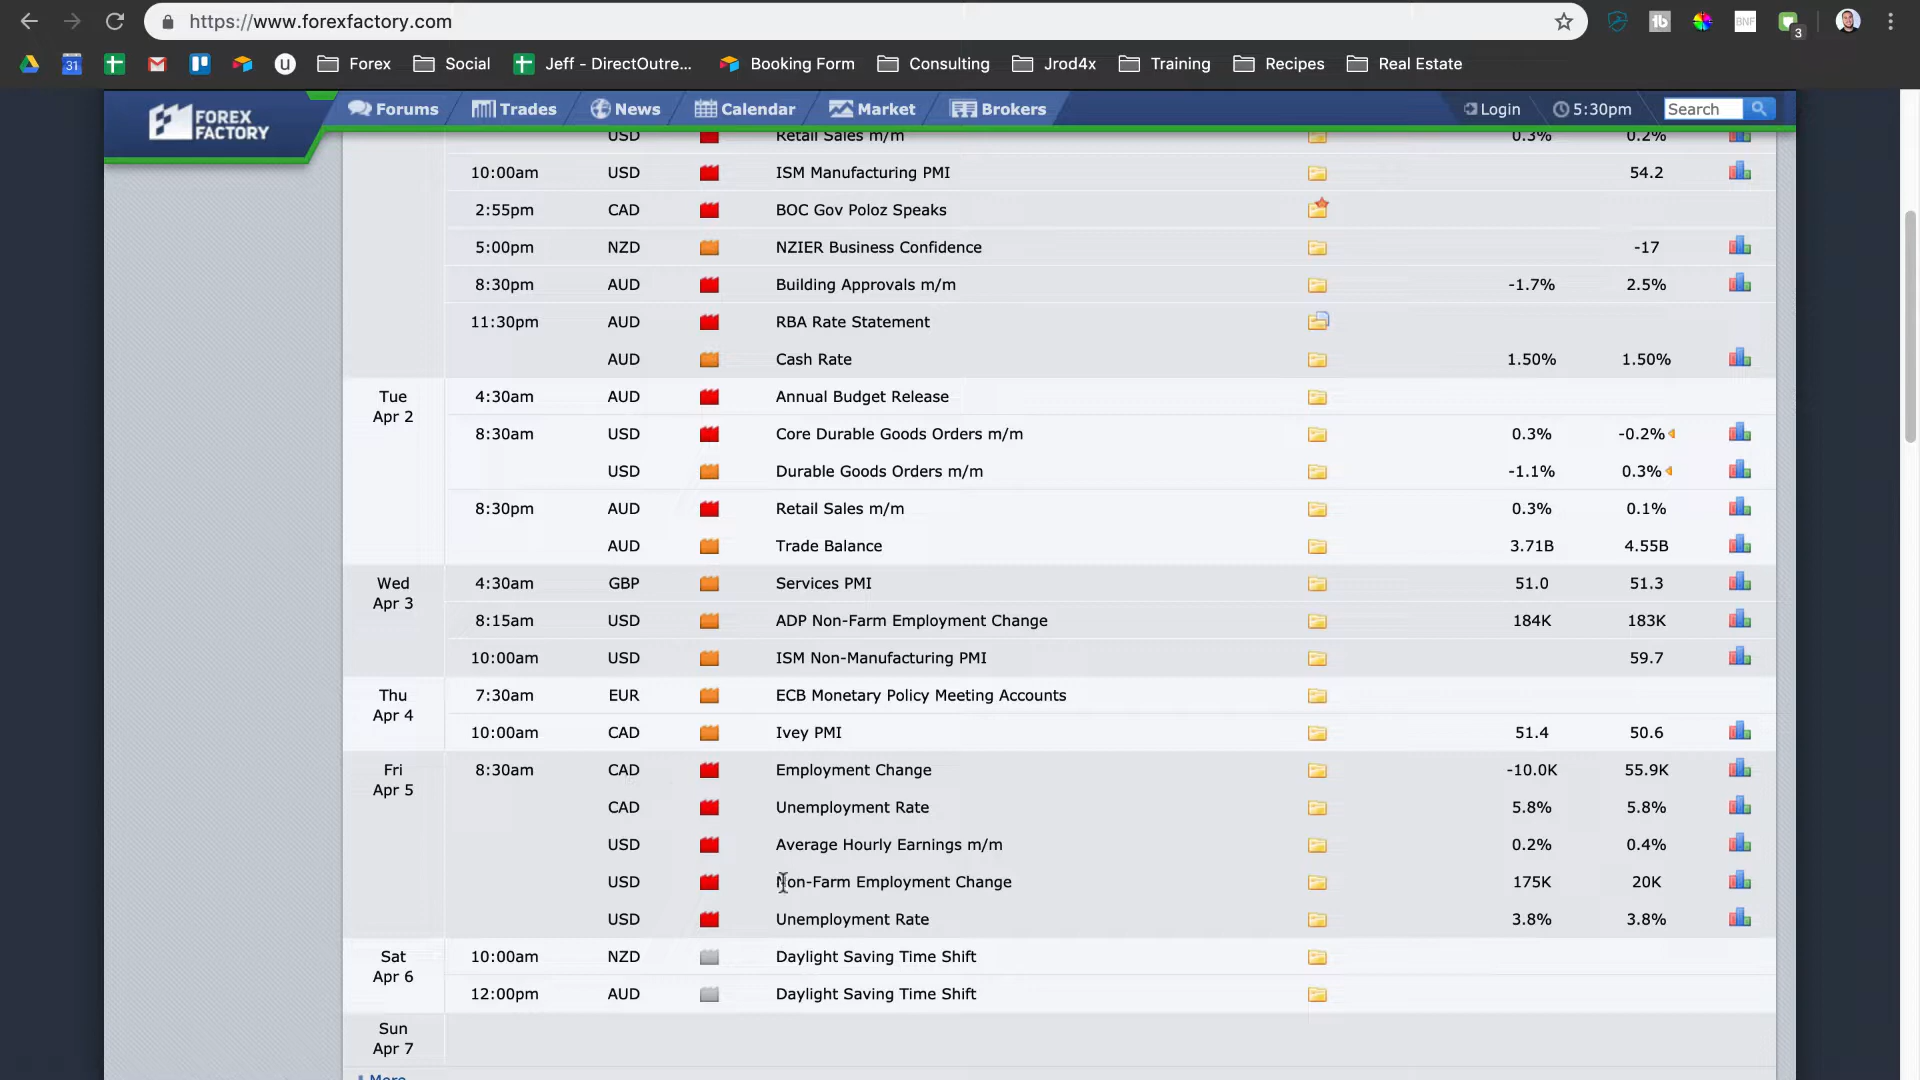 https://www.forexfactory.com
tb
BNF
3
31
u
Forex
Social
Jeff - DirectOutre...
Booking Form
Consulting
Jrod4x
Training
Recipes
Real Estate
FOREX
FACTORY
Forums
Trades
News
Calendar
Market
Brokers
Login
5:30pm
Search
USD Retail Sales m/m 0.3% 0.2%
10:00am USD ISM Manufacturing PMI 54.2
2:55pm CAD BOC Gov Poloz Speaks
5:00pm NZD NZIER Business Confidence -17
8:30pm AUD Building Approvals m/m -1.7% 2.5%
11:30pm AUD RBA Rate Statement
AUD Cash Rate 1.50% 1.50%
Tue
Apr 2
4:30am AUD Annual Budget Release
8:30am USD Core Durable Goods Orders m/m 0.3% -0.2%
USD Durable Goods Orders m/m -1.1% 0.3%
8:30pm AUD Retail Sales m/m 0.3% 0.1%
AUD Trade Balance 3.71B 4.55B
Wed
Apr 3
4:30am GBP Services PMI 51.0 51.3
8:15am USD ADP Non-Farm Employment Change 184K 183K
10:00am USD ISM Non-Manufacturing PMI 59.7
Thu
Apr 4
7:30am EUR ECB Monetary Policy Meeting Accounts
10:00am CAD Ivey PMI 51.4 50.6
Fri
Apr 5
8:30am CAD Employment Change -10.0K 55.9K
CAD Unemployment Rate 5.8% 5.8%
USD Average Hourly Earnings m/m 0.2% 0.4%
USD Non-Farm Employment Change 175K 20K
USD Unemployment Rate 3.8% 3.8%
Sat
Apr 6
10:00am NZD Daylight Saving Time Shift
12:00pm AUD Daylight Saving Time Shift
Sun
Apr 7
More